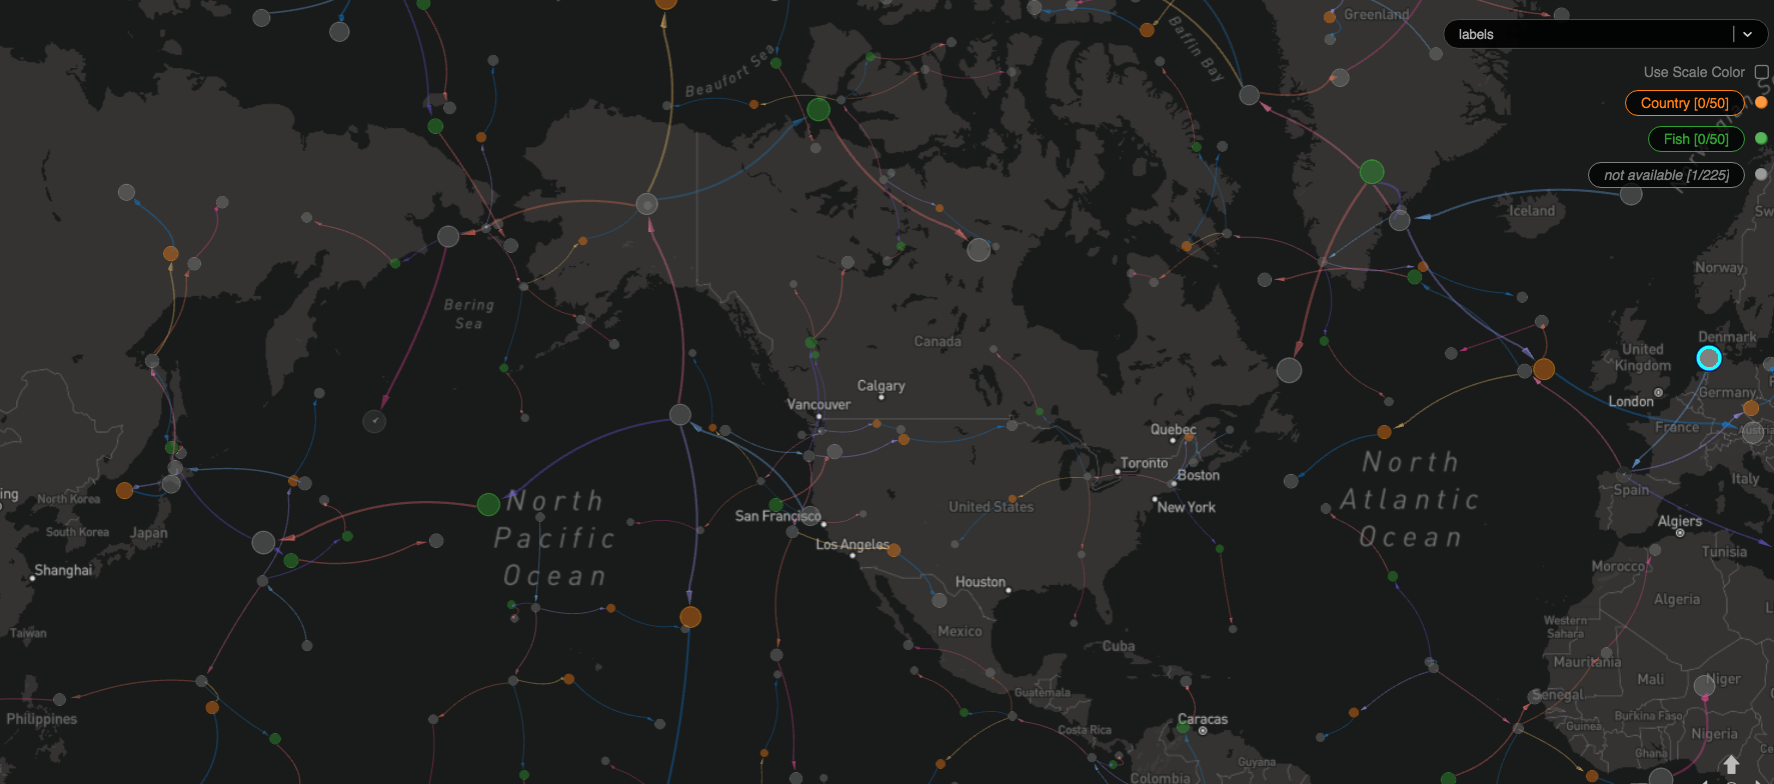 Greenland
labels
Baffin Bay
Beaufort Sea
Use Scale Color
Country [0/50]
Fish [0/50]
not available [1/225]
Iceland
Sw
Norway
Bering
Sea
Canada
Denmark
United
Kingdom
Calgary
Germany
London
Vancouver
France
Austria
Quebec
Toronto
North
Atlantic
Ocean
Boston
Italy
Spain
ing
North Korea
North
Pacific
Ocean
San Francisco
United States
New York
Algiers
South Korea
Japan
Los Angeles
Tunisia
Shanghai
Houston
Morocco
Algeria
Taiwan
Mexico
Western
Sahara
Cuba
Mauritania
Mali
Niger
Guatemala
Senegal
Philippines
Caracas
Burkina Faso
Guinea
Nigeria
Costa Rica
Ghana
Guyana
Colombia
Ce